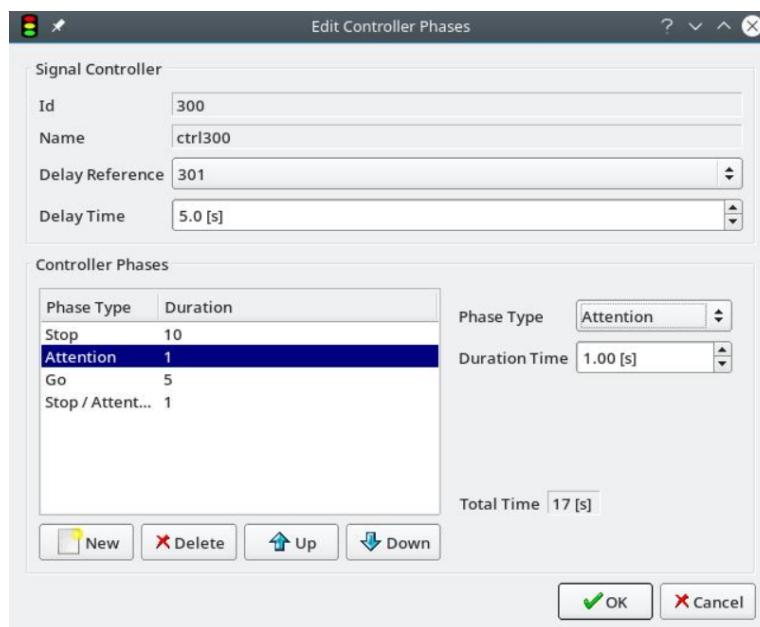 Edit Controller Phases
Signal Controller
Id 300
Name ctrl300
Delay Reference 301
Delay Time 5.0 [s]
Controller Phases
Phase Type Duration
Stop 10
Attention 1
Go 5
Stop / Attent... 1
Phase Type Attention
Duration Time 1.00 [s]
Total Time 17 [s]
New Delete Up Down
OK Cancel